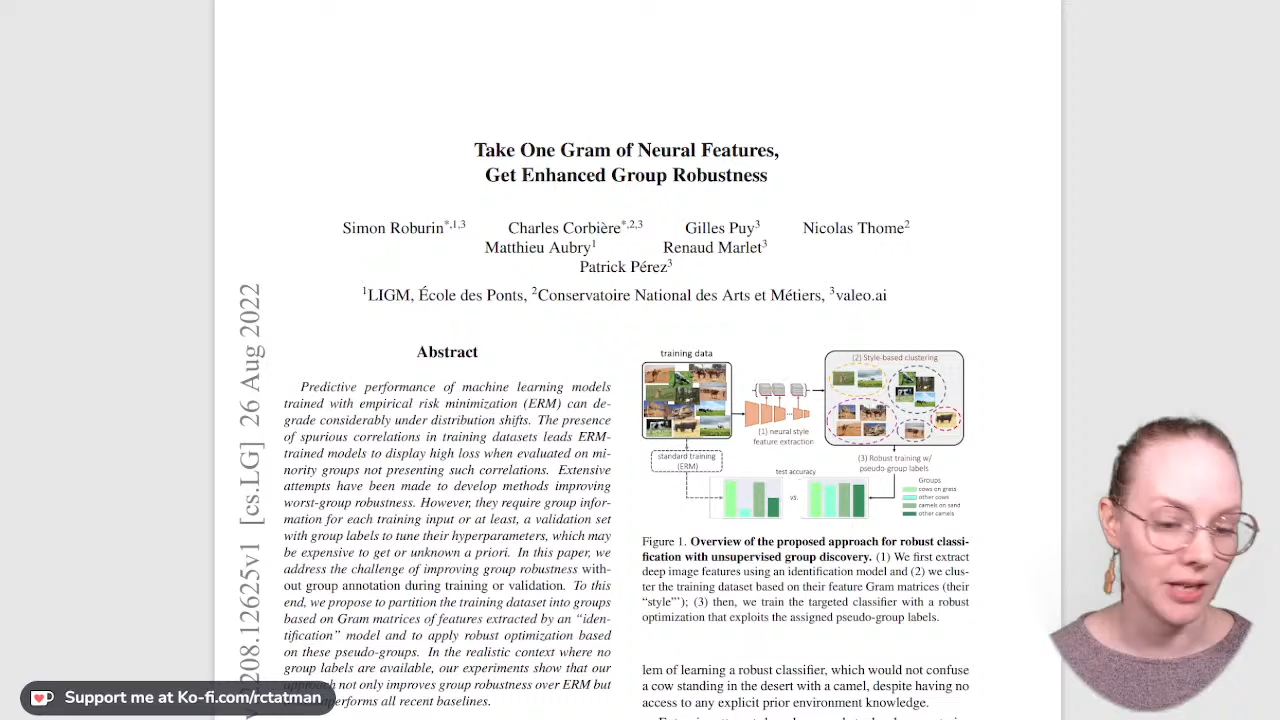 Take One Gram of Neural Features,
Get Enhanced Group Robustness
Simon Roburin*,1,3 Charles Corbière*,2,3 Gilles Puy3 Nicolas Thome2
Matthieu Aubry1 Renaud Marlet3
Patrick Pérez3
1LIGM, École des Ponts, 2Conservatoire National des Arts et Métiers, 3valeo.ai
208.12625v1 [cs.LG] 26 Aug 2022
Abstract
Predictive performance of machine learning models
trained with empirical risk minimization (ERM) can de-
grade considerably under distribution shifts. The presence
of spurious correlations in training datasets leads ERM-
trained models to display high loss when evaluated on mi-
nority groups not presenting such correlations. Extensive
attempts have been made to develop methods improving
worst-group robustness. However, they require group infor-
mation for each training input or at least, a validation set
with group labels to tune their hyperparameters, which may
be expensive to get or unknown a priori. In this paper, we
address the challenge of improving group robustness with-
out group annotation during training or validation. To this
end, we propose to partition the training dataset into groups
based on Gram matrices of features extracted by an “iden-
tification” model and to apply robust optimization based
on these pseudo-groups. In the realistic context where no
group labels are available, our experiments show that our
not only improves group robustness over ERM but
all recent baselines.
training data
(1) neural style
feature extraction
(2) Style-based clustering
standard training
(ERM)
(3) Robust training w/
pseudo-group labels
test accuracy
vs.
Groups
cows on grass
other cows
camels on sand
other camels
Figure 1. Overview of the proposed approach for robust classi-
fication with unsupervised group discovery. (1) We first extract
deep image features using an identification model and (2) we clus-
ter the training dataset based on their feature Gram matrices (their
“style”’); (3) then, we train the targeted classifier with a robust
optimization that exploits the assigned pseudo-group labels.
lem of learning a robust classifier, which would not confuse
a cow standing in the desert with a camel, despite having no
access to any explicit prior environment knowledge.
Support me at Ko-fi.com/rctatman